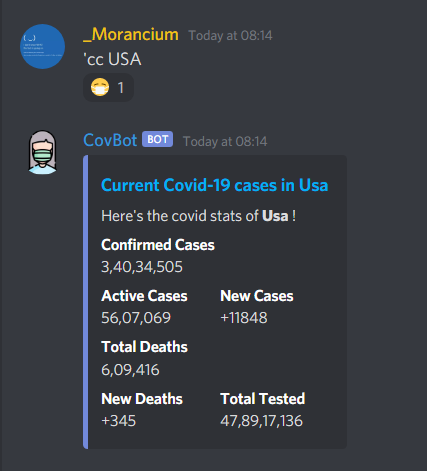 _Morancium Today at 08:14
'cc USA
1
CovBot BOT Today at 08:14
Current Covid-19 cases in Usa
Here's the covid stats of Usa !
Confirmed Cases
3,40,34,505
Active Cases New Cases
56,07,069 +11848
Total Deaths
6,09,416
New Deaths Total Tested
+345 47,89,17,136